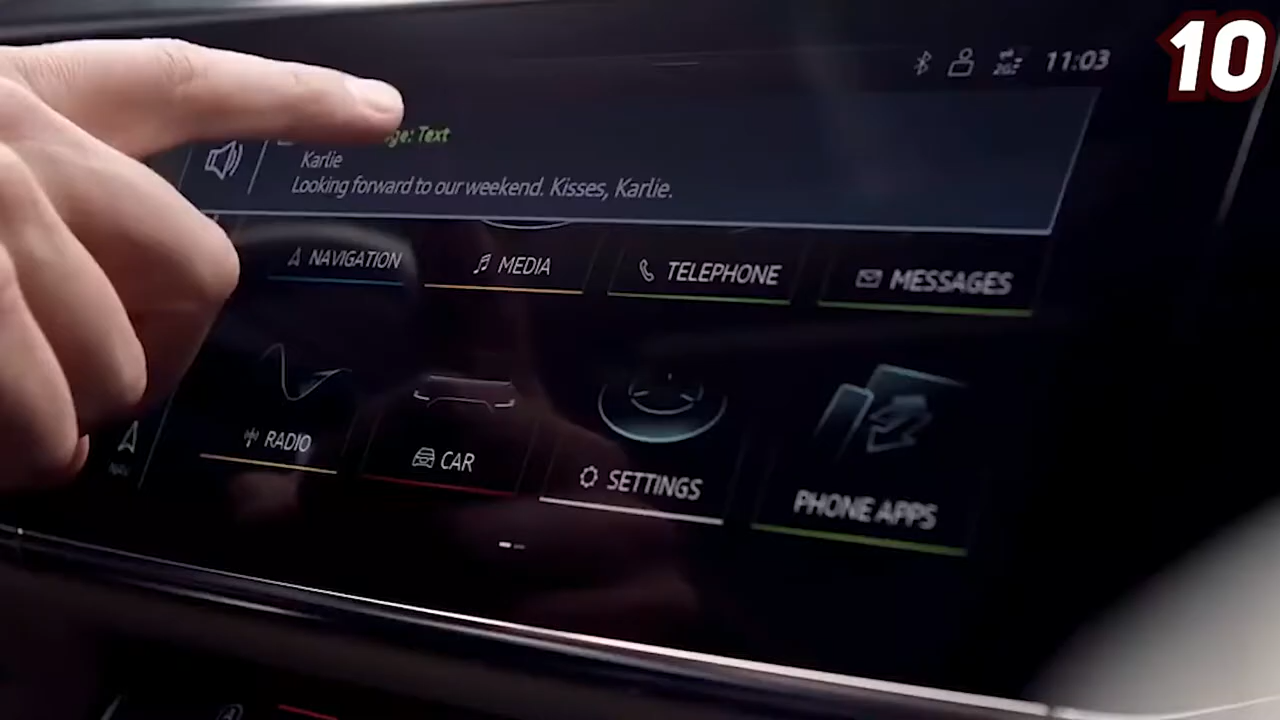 10
11:03
ge: Text
Karlie
Looking forward to our weekend. Kisses, Karlie.
NAVIGATION
MEDIA
TELEPHONE
MESSAGES
RADIO
CAR
SETTINGS
PHONE APPS